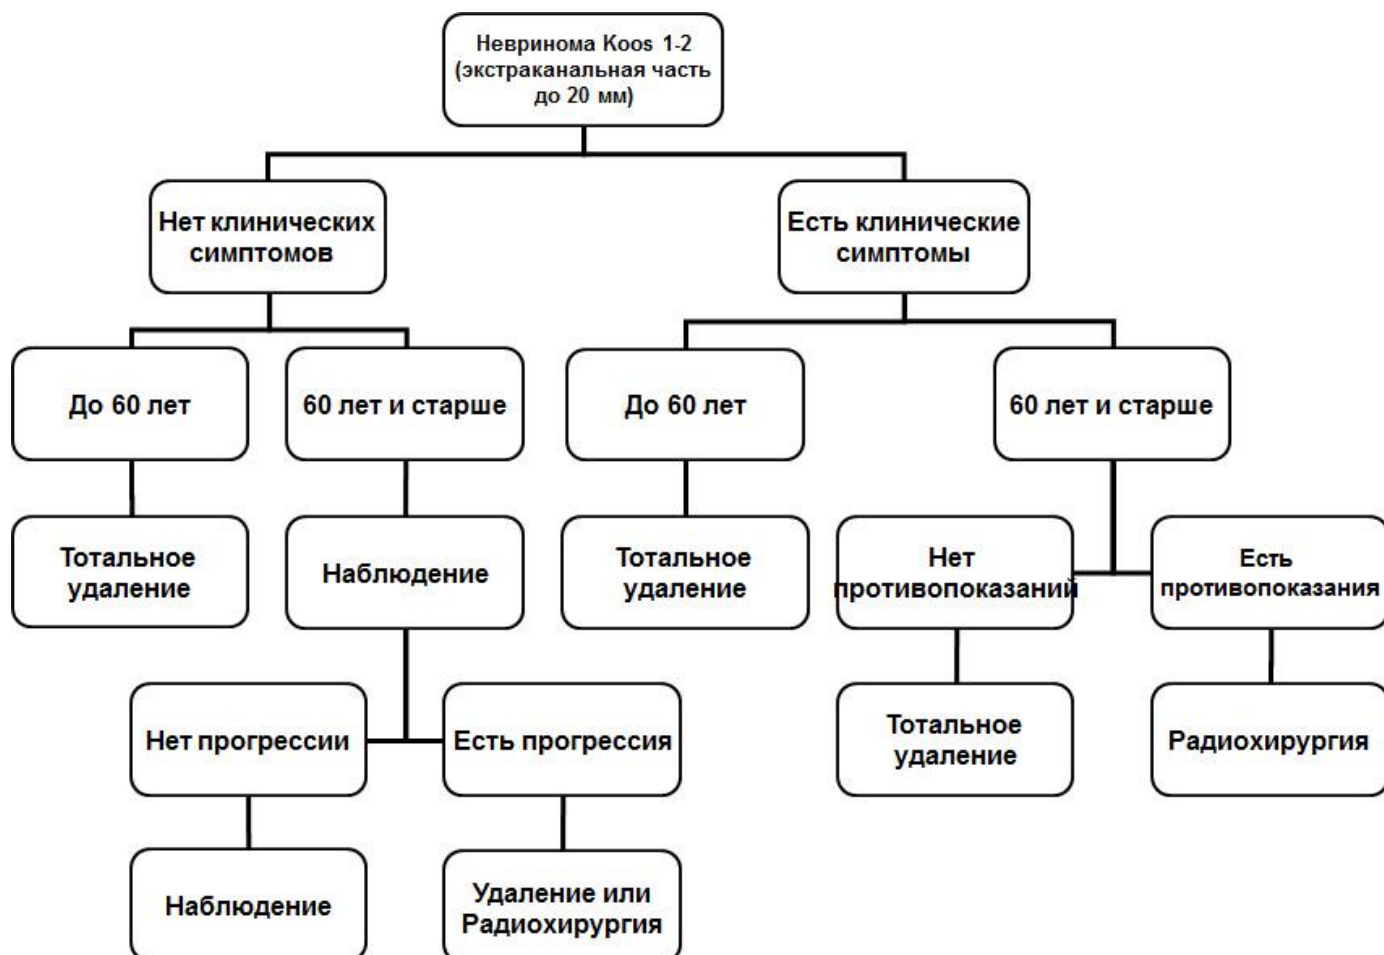 Невринома Koos 1-2
(экстраканальная часть
до 20 мм)
Нет клинических
симптомов
Есть клинические
симптомы
До 60 лет
60 лет и старше
До 60 лет
60 лет и старше
Тотальное
удаление
Наблюдение
Тотальное
удаление
Нет
противопоказаний
Есть
противопоказания
Нет прогрессии
Есть прогрессия
Тотальное
удаление
Радиохирургия
Наблюдение
Удаление или
Радиохирургия